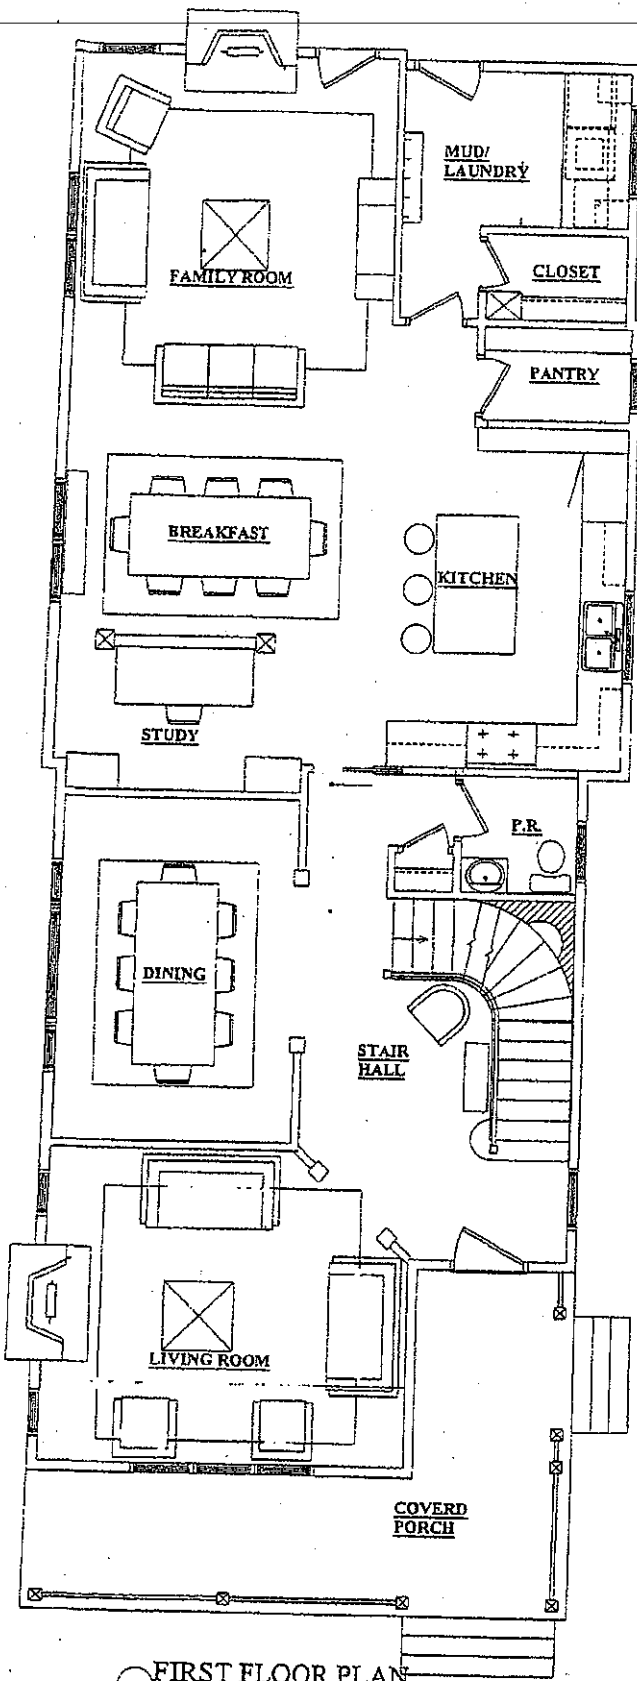 MUD/
LAUNDRY
FAMILY ROOM
CLOSET
PANTRY
BREAKFAST
KITCHEN
STUDY
P.R.
DINING
STAIR
HALL
LIVING ROOM
COVERD
PORCH
FIRST FLOOR PLAN